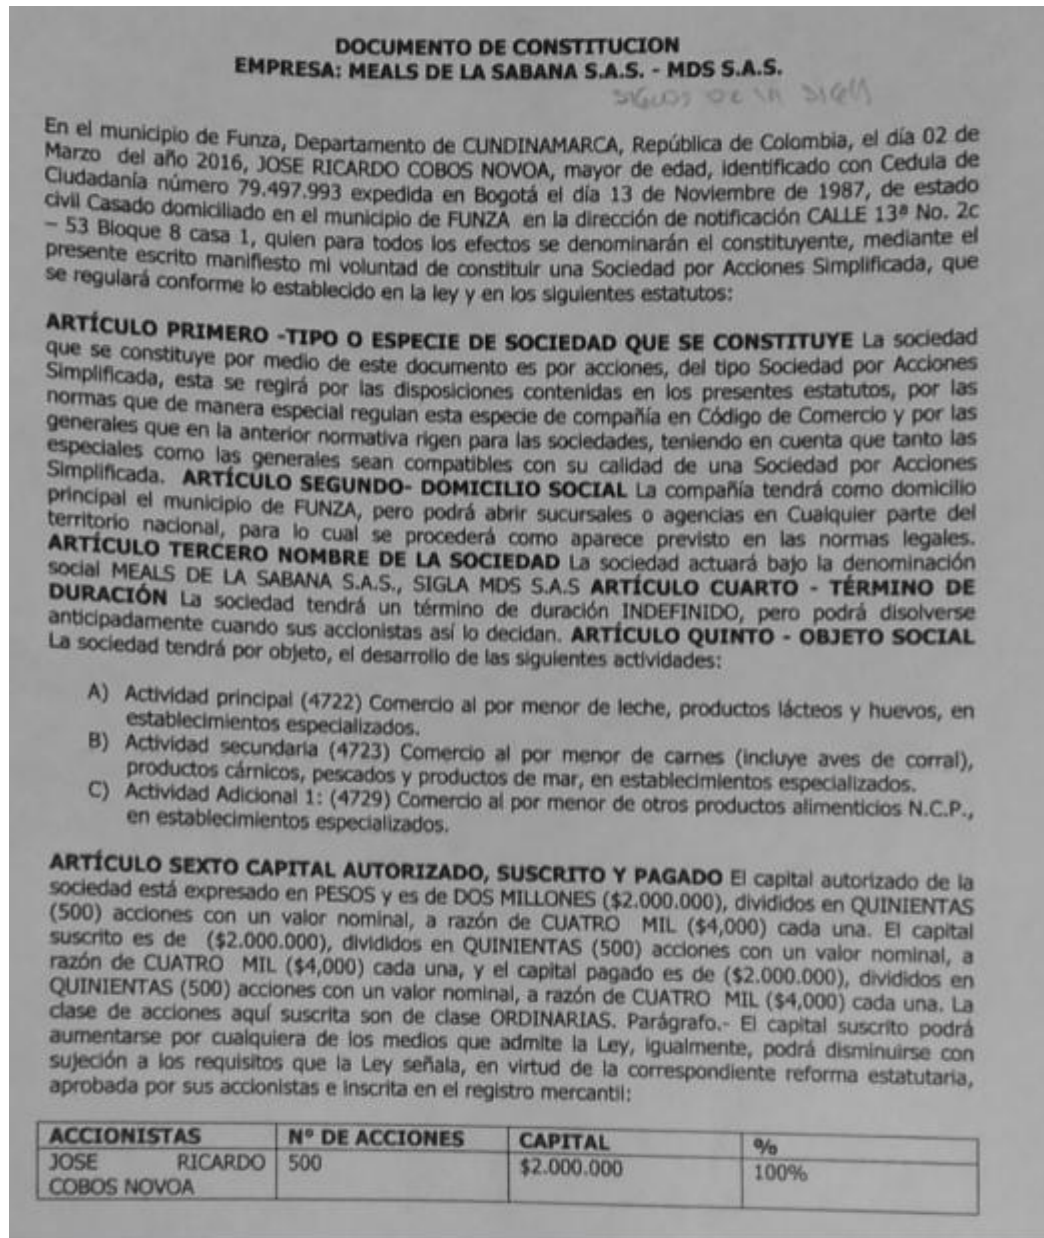 DOCUMENTO DE CONSTITUCION
EMPRESA: MEALS DE LA SABANA S.A.S. - MDS S.A.S.
DE LA
En el municipio de Funza, Departamento de CUNDINAMARCA, República de Colombia, el día 02 de
Marzo del año 2016, JOSE RICARDO COBOS NOVOA, mayor de edad, identificado con Cedula de
Ciudadanía número 79.497.993 expedida en Bogotá el día 13 de Noviembre de 1987, de estado
civil Casado domiciliado en el municipio de FUNZA en la dirección de notificación CALLE 13ª No. 2c
– 53 Bloque 8 casa 1, quien para todos los efectos se denominarán el constituyente, mediante el
presente escrito manifiesto mi voluntad de constituir una Sociedad por Acciones Simplificada, que
se regulará conforme lo establecido en la ley y en los siguientes estatutos:
ARTÍCULO PRIMERO -TIPO O ESPECIE DE SOCIEDAD QUE SE CONSTITUYE La sociedad
que se constituye por medio de este documento es por acciones, del tipo Sociedad por Acciones
Simplificada, esta se regirá por las disposiciones contenidas en los presentes estatutos, por las
normas que de manera especial regulan esta especie de compañía en Código de Comercio y por las
generales que en la anterior normativa rigen para las sociedades, teniendo en cuenta que tanto las
especiales como las generales sean compatibles con su calidad de una Sociedad por Acciones
Simplificada. ARTÍCULO SEGUNDO- DOMICILIO SOCIAL La compañía tendrá como domicilio
principal el municipio de FUNZA, pero podrá abrir sucursales o agencias en Cualquier parte del
territorio nacional, para lo cual se procederá como aparece previsto en las normas legales.
ARTÍCULO TERCERO NOMBRE DE LA SOCIEDAD La sociedad actuará bajo la denominación
social MEALS DE LA SABANA S.A.S., SIGLA MDS S.A.S ARTÍCULO CUARTO - TÉRMINO DE
DURACIÓN La sociedad tendrá un término de duración INDEFINIDO, pero podrá disolverse
anticipadamente cuando sus accionistas así lo decidan. ARTÍCULO QUINTO - OBJETO SOCIAL
La sociedad tendrá por objeto, el desarrollo de las siguientes actividades:
A) Actividad principal (4722) Comercio al por menor de leche, productos lácteos y huevos, en
establecimientos especializados.
B) Actividad secundaria (4723) Comercio al por menor de carnes (incluye aves de corral),
productos cárnicos, pescados y productos de mar, en establecimientos especializados.
C) Actividad Adicional 1: (4729) Comercio al por menor de otros productos alimenticios N.C.P.,
en establecimientos especializados.
ARTÍCULO SEXTO CAPITAL AUTORIZADO, SUSCRITO Y PAGADO El capital autorizado de la
sociedad está expresado en PESOS y es de DOS MILLONES ($2.000.000), divididos en QUINIENTAS
(500) acciones con un valor nominal, a razón de CUATRO MIL ($4,000) cada una. El capital
suscrito es de ($2.000.000), divididos en QUINIENTAS (500) acciones con un valor nominal, a
razón de CUATRO MIL ($4,000) cada una, y el capital pagado es de ($2.000.000), divididos en
QUINIENTAS (500) acciones con un valor nominal, a razón de CUATRO MIL ($4,000) cada una. La
clase de acciones aquí suscrita son de clase ORDINARIAS. Parágrafo.- El capital suscrito podrá
aumentarse por cualquiera de los medios que admite la Ley, igualmente, podrá disminuirse con
sujeción a los requisitos que la Ley señala, en virtud de la correspondiente reforma estatutaria,
aprobada por sus accionistas e inscrita en el registro mercantil:
ACCIONISTAS N° DE ACCIONES CAPITAL %
JOSE RICARDO 500 $2.000.000 100%
COBOS NOVOA